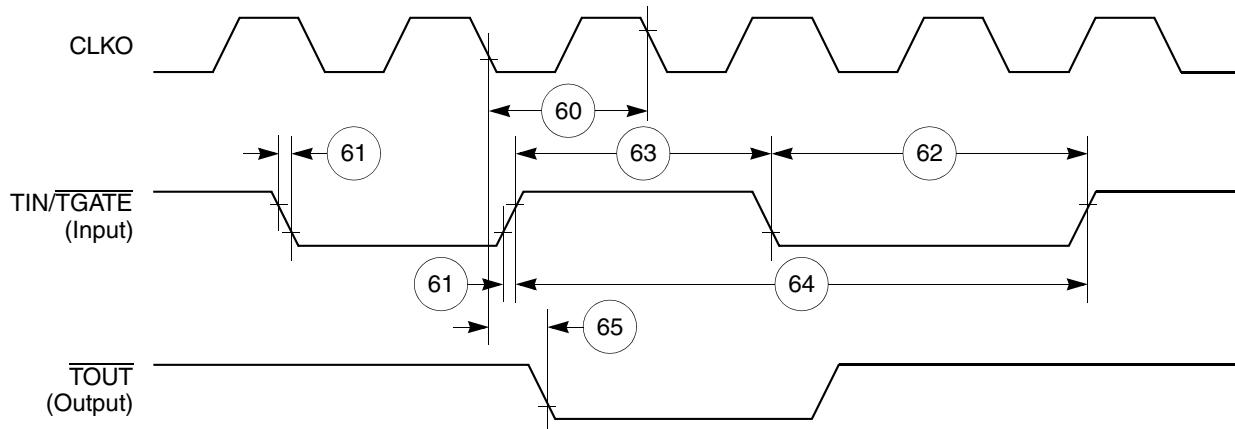 CLKO
60
61
63
62
TIN/TGATE
(Input)
61
64
65
TOUT
(Output)